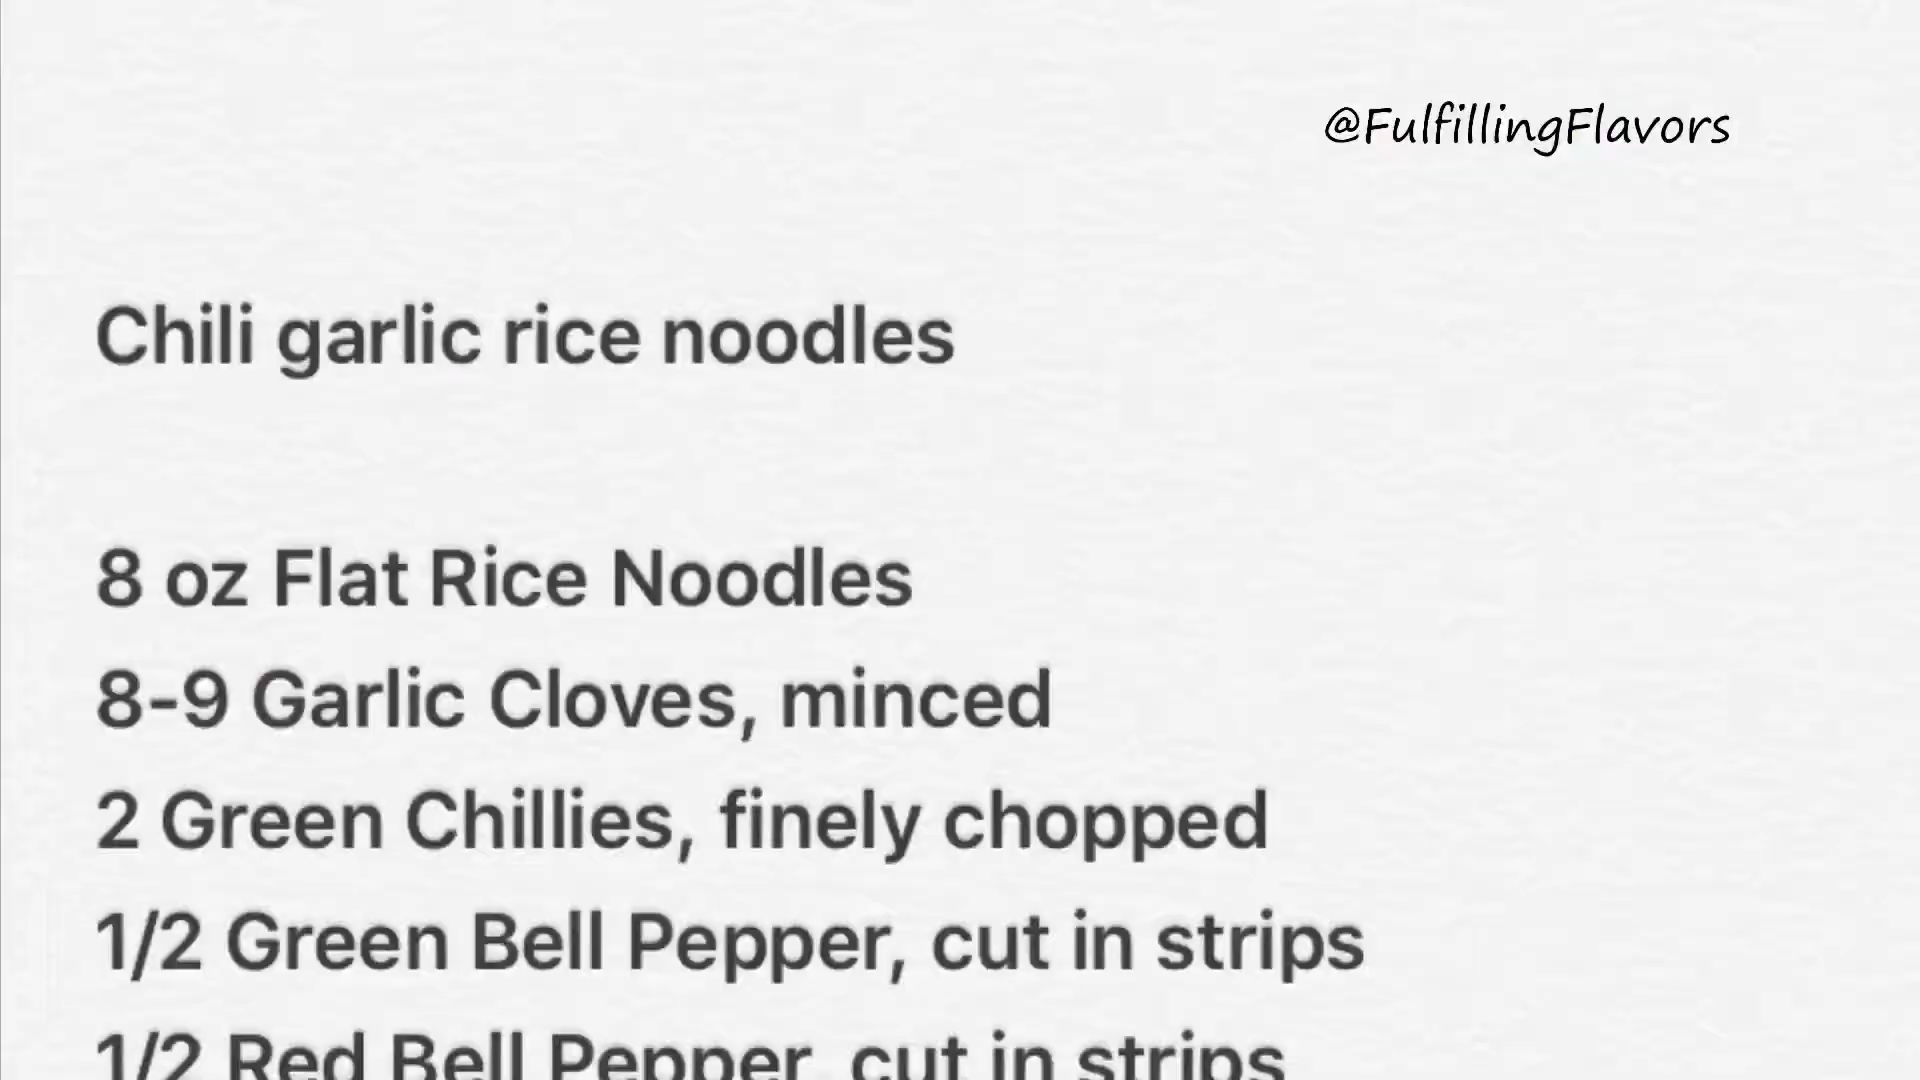 @FulfillingFlavors
Chili garlic rice noodles
8 oz Flat Rice Noodles
8-9 Garlic Cloves, minced
2 Green Chillies, finely chopped
1/2 Green Bell Pepper, cut in strips
1/2 Red Bell Pepper, cut in strips